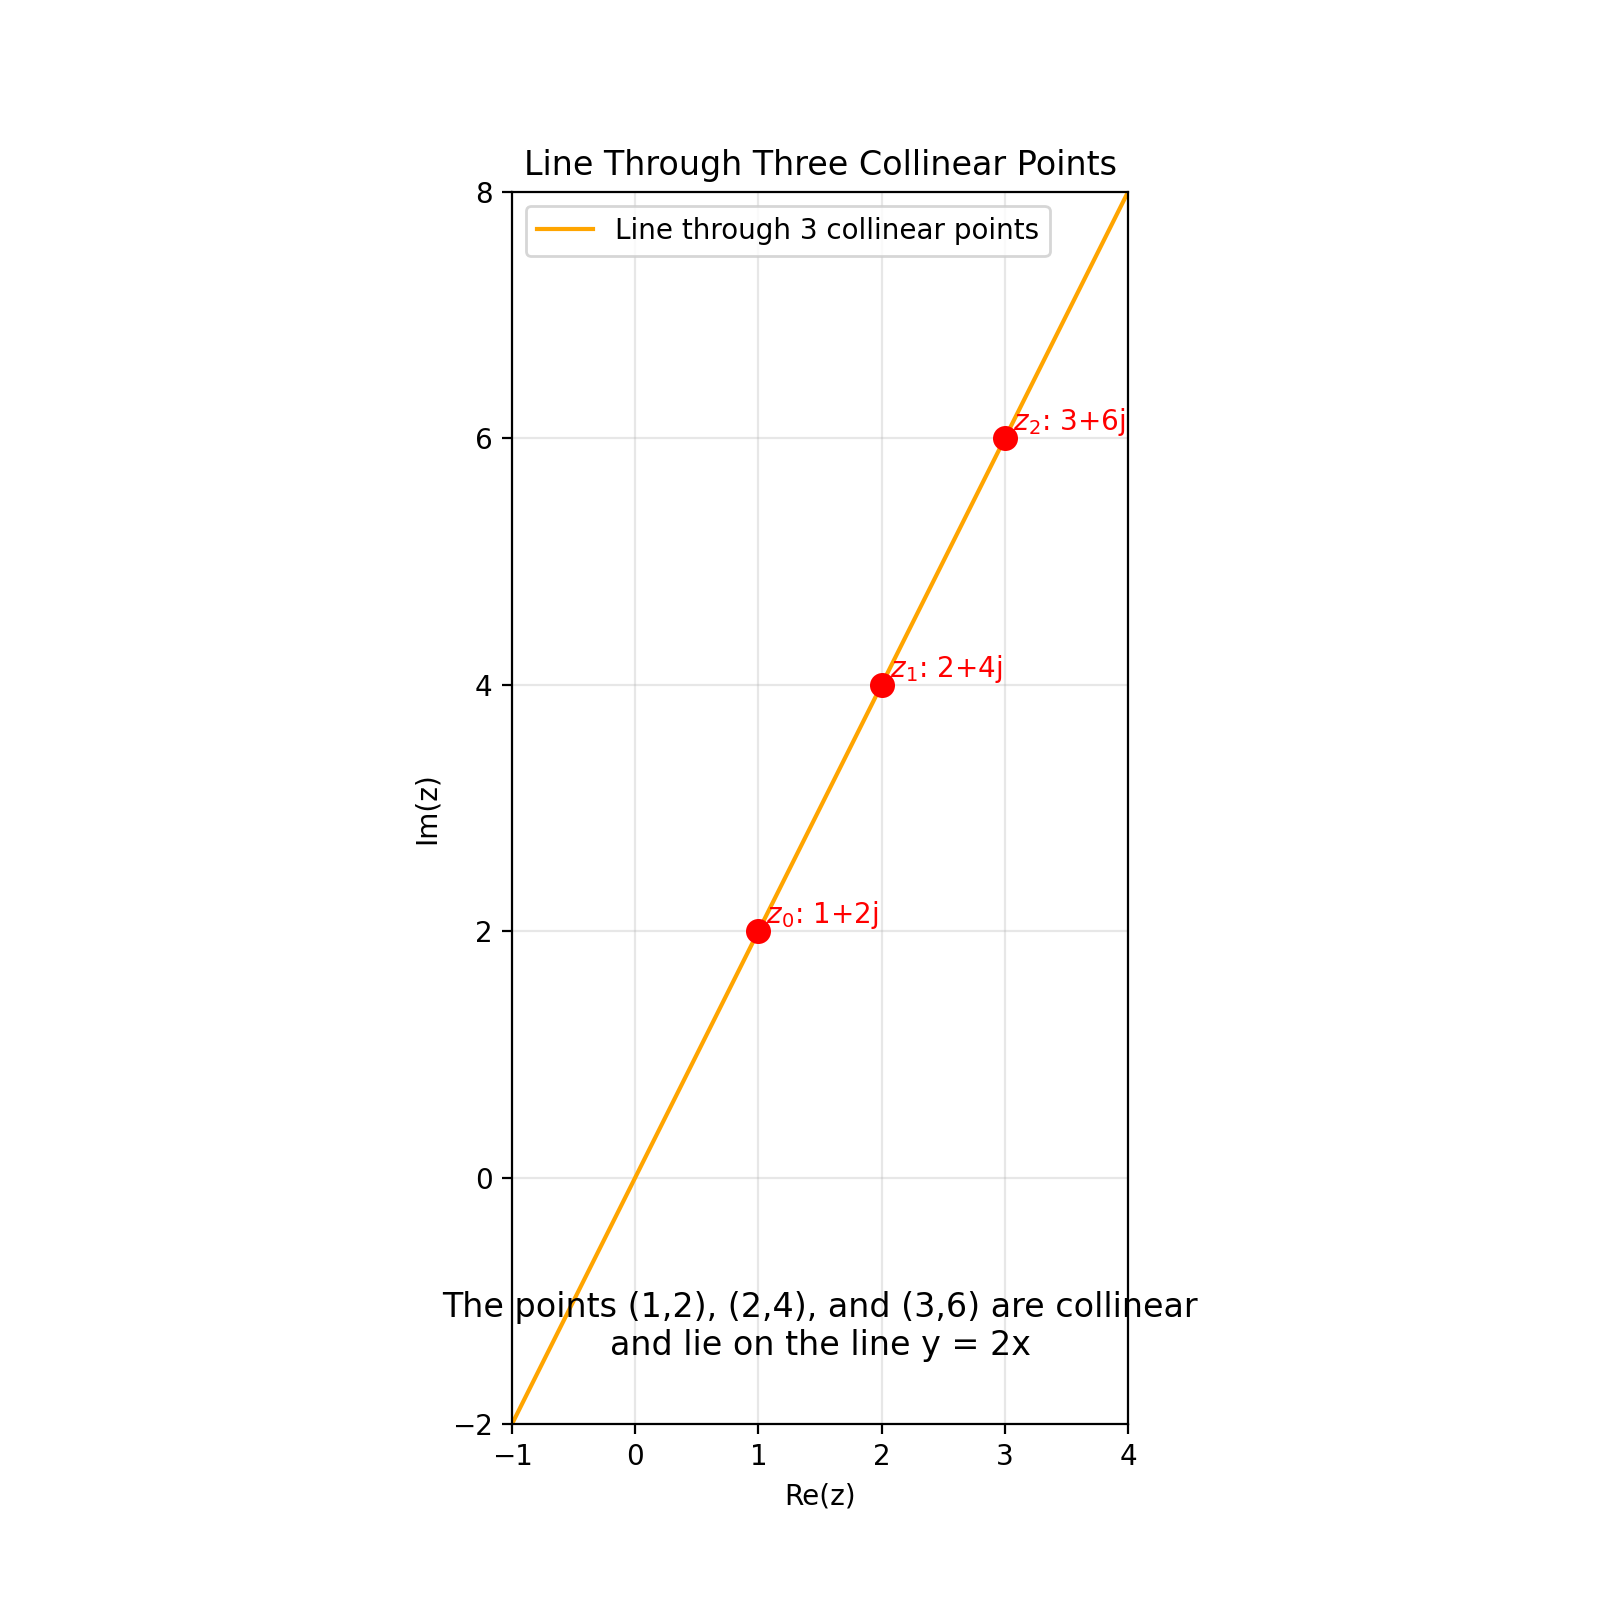 Line Through Three Collinear Points
8
Line through 3 collinear points
z₂: 3+6j
6
z₁: 2+4j
4
Im(z)
z₀: 1+2j
2
0
The points (1,2), (2,4), and (3,6) are collinear
and lie on the line y = 2x
−2
−1 0 1 2 3 4
Re(z)